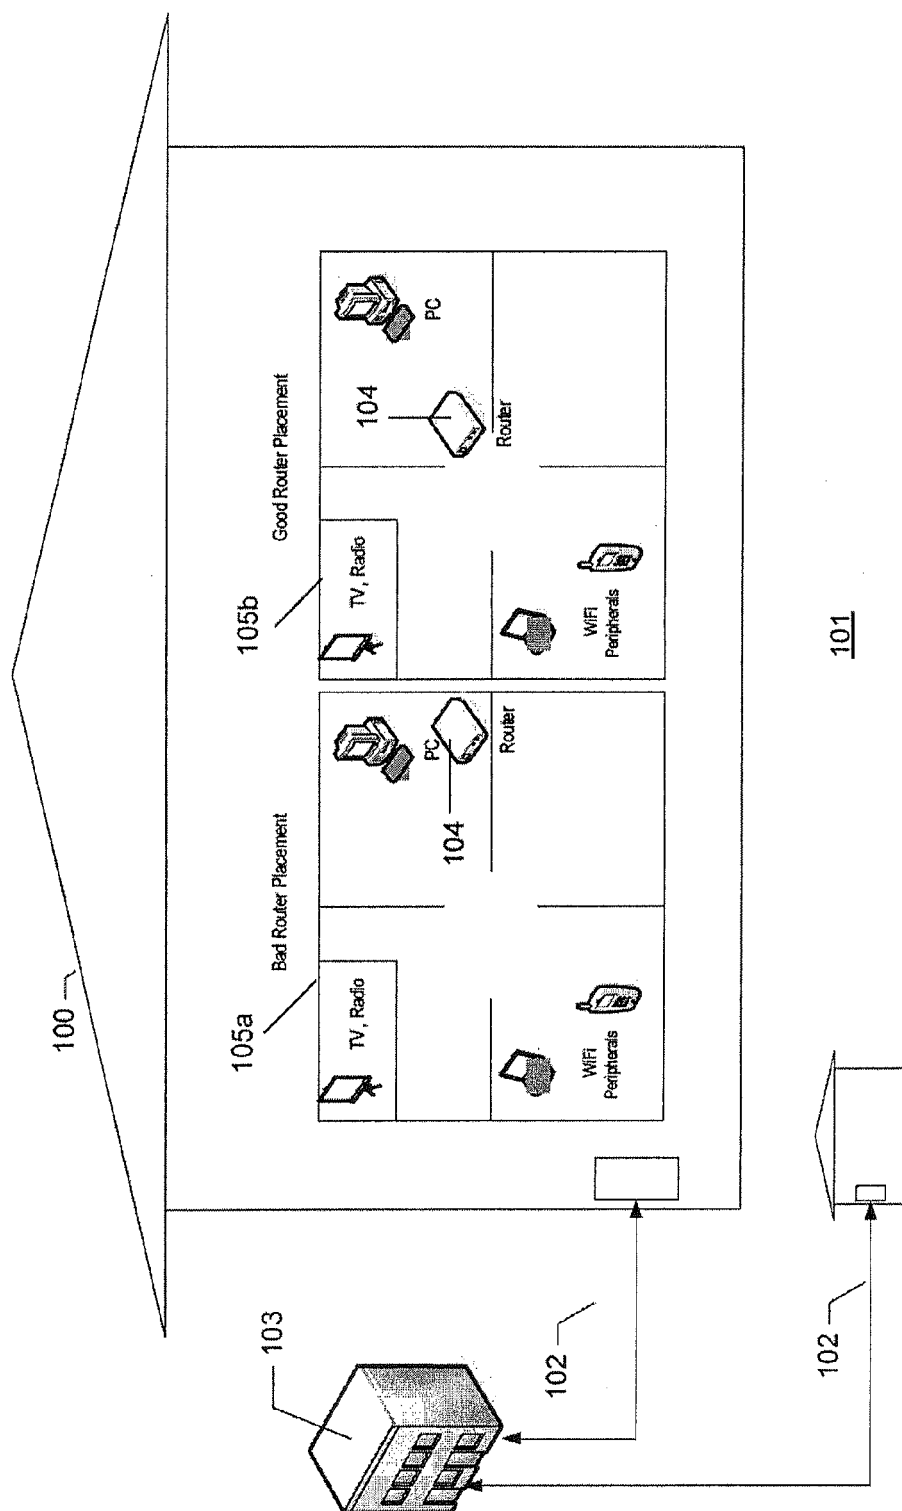 100
103
Bad Router Placement
Good Router Placement
105a
105b
TV, Radio
TV, Radio
104
PC
PC
104
Router
Router
WiFi
Peripherals
WiFi
Peripherals
102
102
101